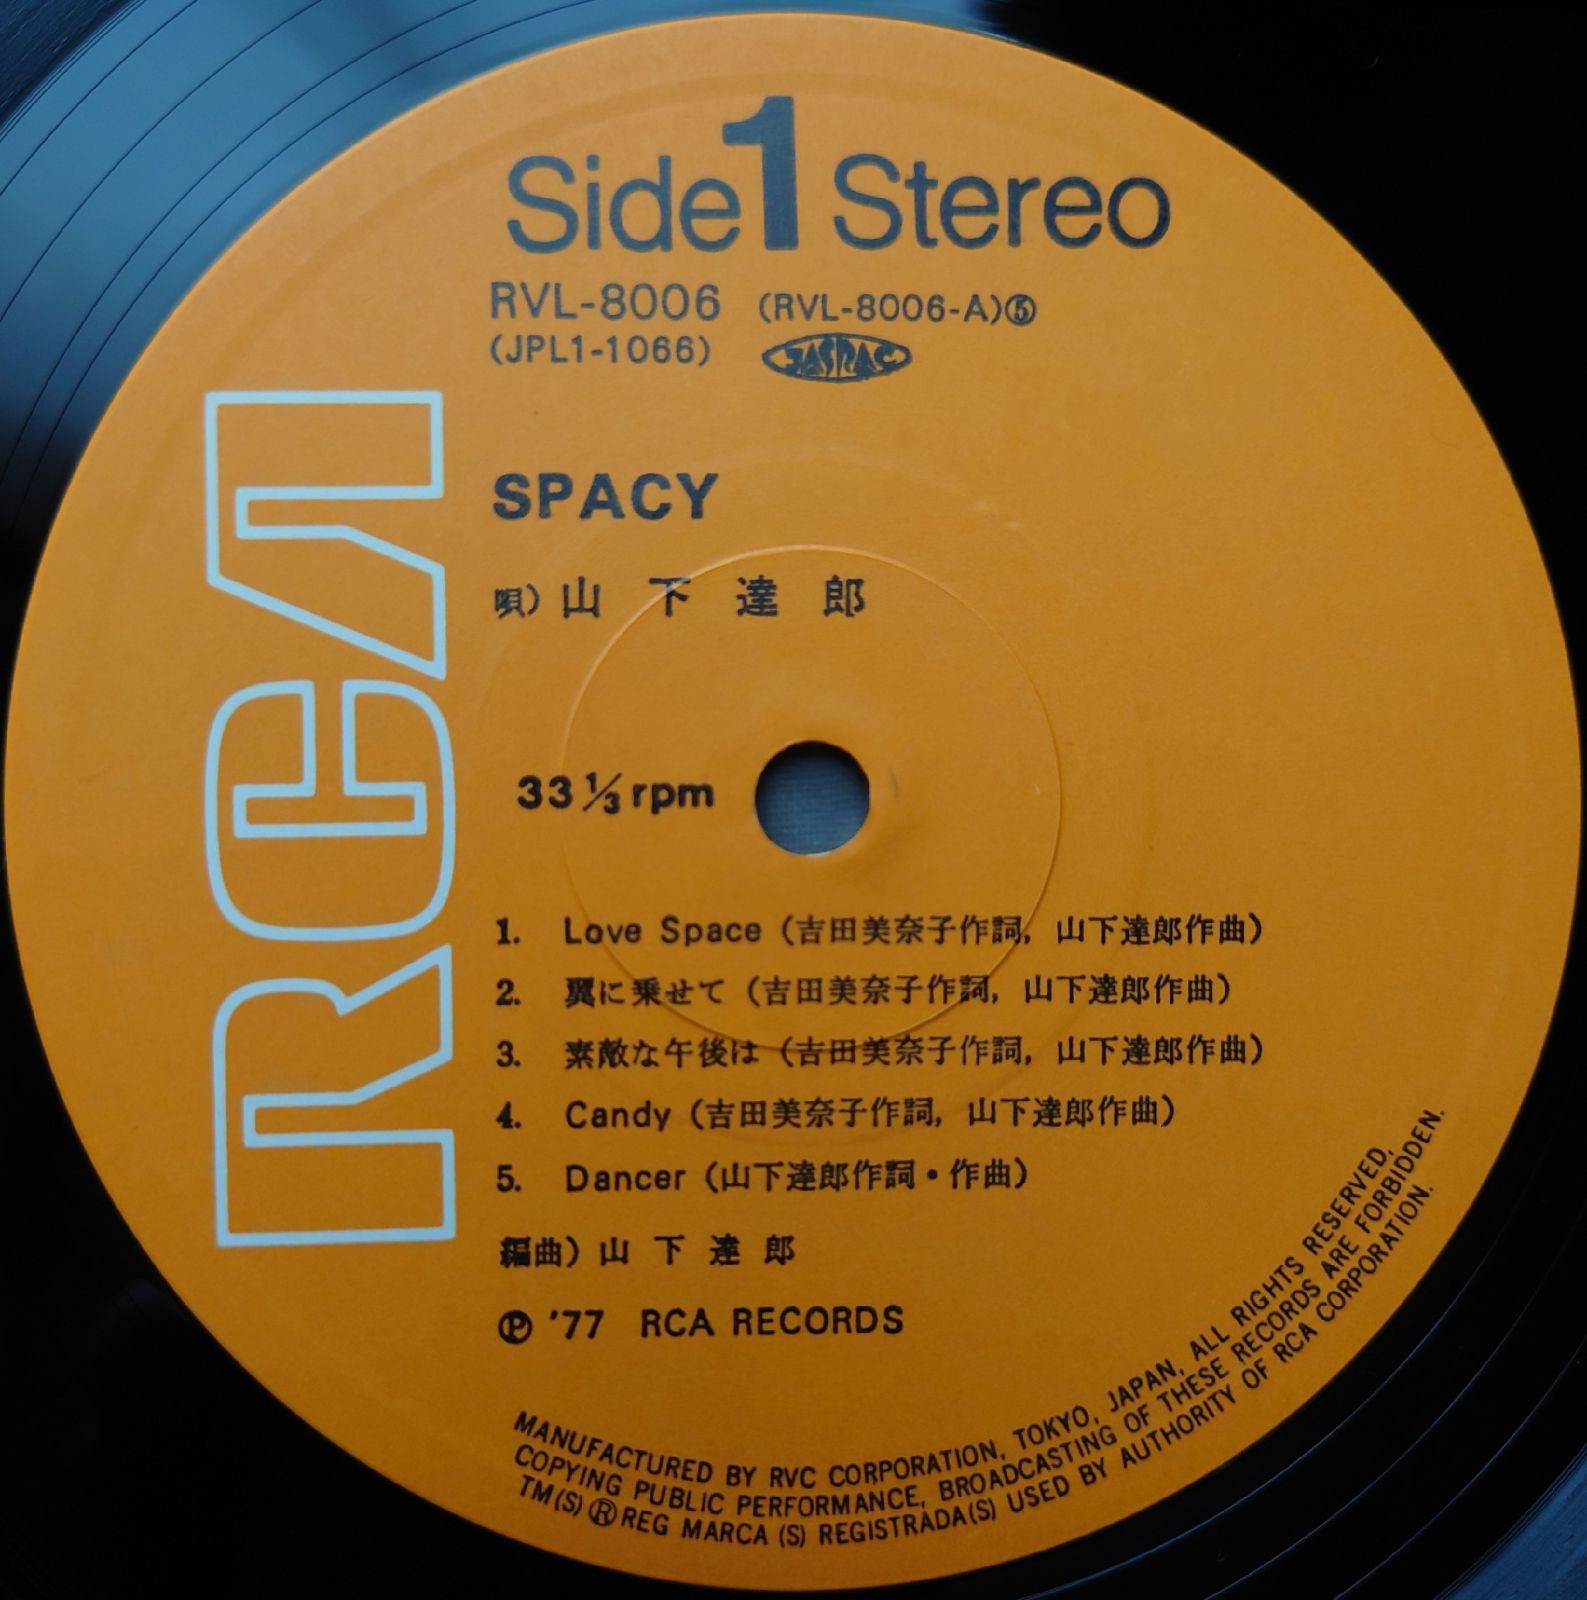 Side 1 Stereo
RVL-8006 (RVL-8006-A)⑤
(JPL1-1066) JASRAC
RCA
SPACY
唄) 山下達郎
33 1/3 rpm
1. Love Space (吉田美奈子作詞, 山下達郎作曲)
2. 翼に乗せて (吉田美奈子作詞, 山下達郎作曲)
3. 素敵な午後は (吉田美奈子作詞, 山下達郎作曲)
4. Candy (吉田美奈子作詞, 山下達郎作曲)
5. Dancer (山下達郎作詞・作曲)
編曲) 山下達郎
Ⓟ '77 RCA RECORDS
MANUFACTURED BY RVC CORPORATION, TOKYO, JAPAN, ALL RIGHTS RESERVED,
COPYING PUBLIC PERFORMANCE, BROADCASTING OF THESE RECORDS ARE FORBIDDEN.
TM(S) ® REG MARCA (S) REGISTRADA(S) USED BY AUTHORITY OF RCA CORPORATION.